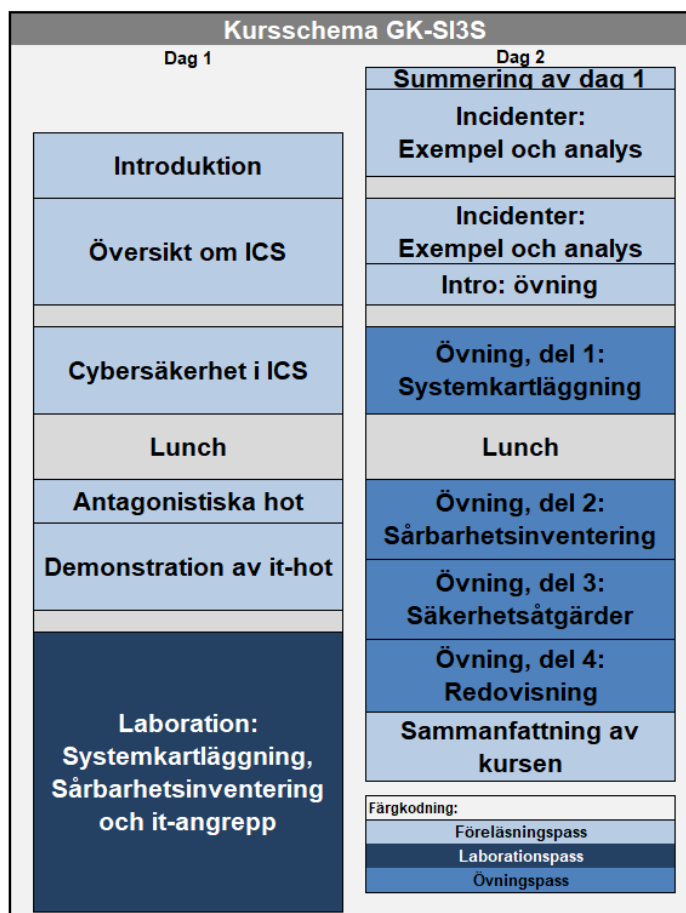 Kursschema GK-SI3S
Dag 1
Introduktion
Översikt om ICS
Cybersäkerhet i ICS
Lunch
Antagonistiska hot
Demonstration av it-hot
Laboration:
Systemkartläggning,
Sårbarhetsinventering
och it-angrepp
Dag 2
Summering av dag 1
Incidenter:
Exempel och analys
Incidenter:
Exempel och analys
Intro: övning
Övning, del 1:
Systemkartläggning
Lunch
Övning, del 2:
Sårbarhetsinventering
Övning, del 3:
Säkerhetsåtgärder
Övning, del 4:
Redovisning
Sammanfattning av
kursen
Färgkodning:
Föreläsningspass
Laborationspass
Övningspass